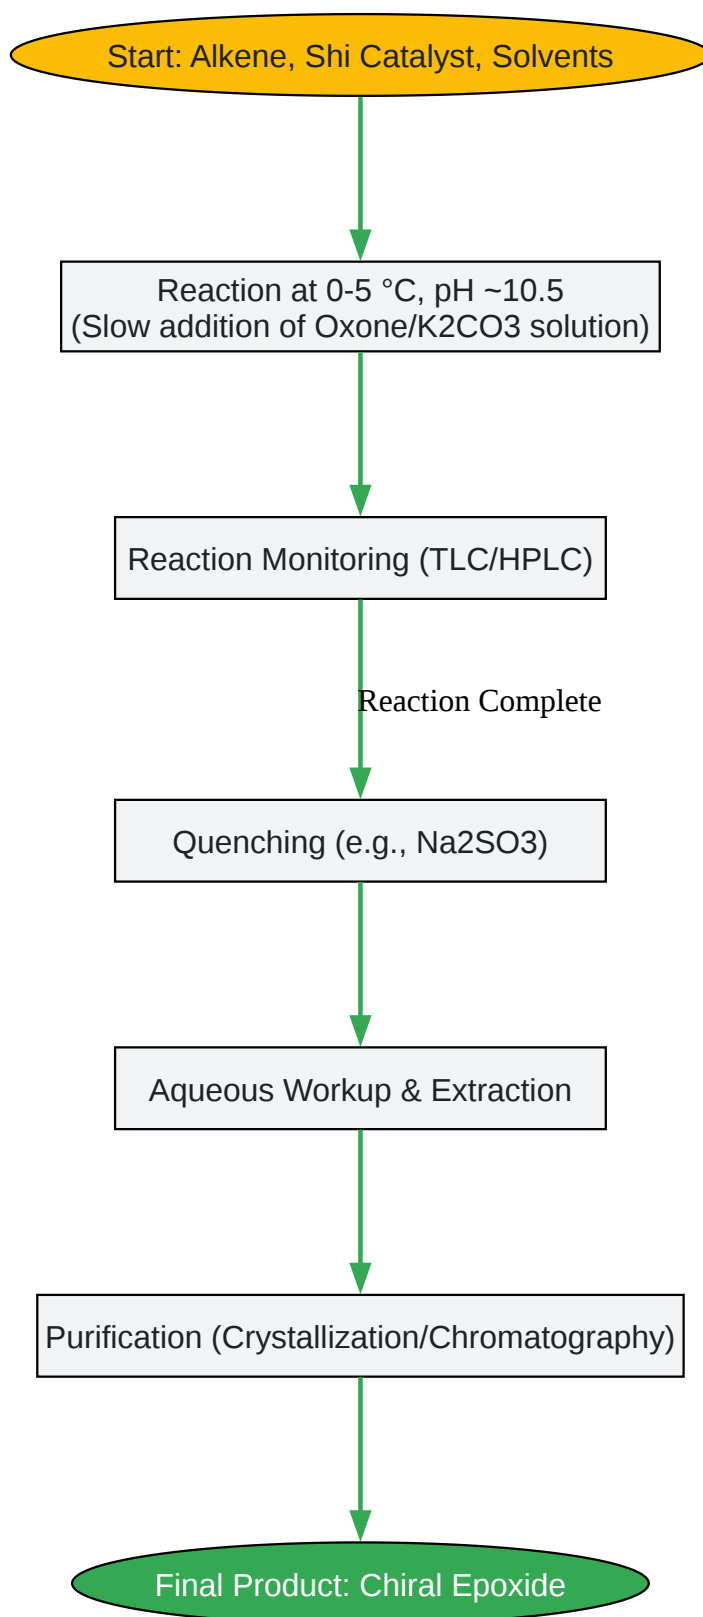 Start: Alkene, Shi Catalyst, Solvents
Reaction at 0-5 °C, pH ~10.5
(Slow addition of Oxone/K2CO3 solution)
Reaction Monitoring (TLC/HPLC)
Reaction Complete
Quenching (e.g., Na2SO3)
Aqueous Workup & Extraction
Purification (Crystallization/Chromatography)
Final Product: Chiral Epoxide